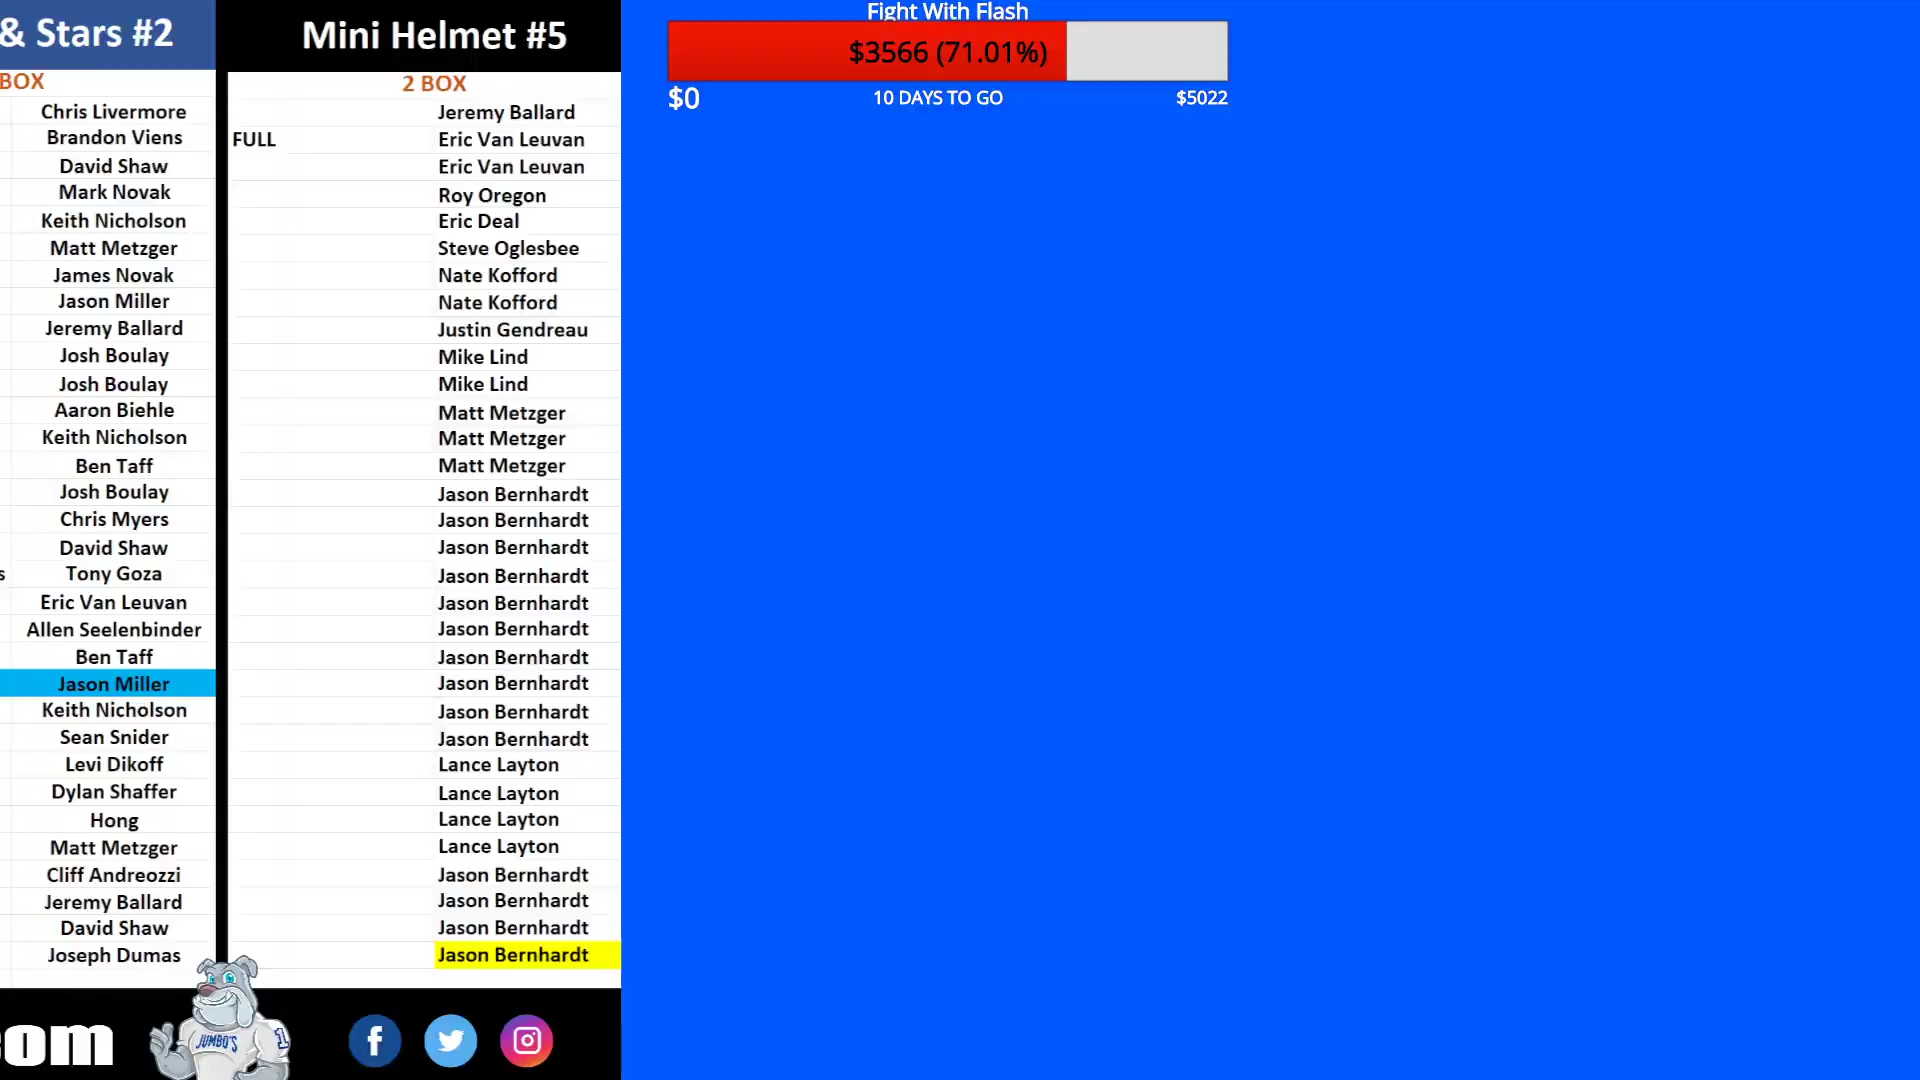 & Stars #2
BOX
Chris Livermore
Brandon Viens
David Shaw
Mark Novak
Keith Nicholson
Matt Metzger
James Novak
Jason Miller
Jeremy Ballard
Josh Boulay
Josh Boulay
Aaron Biehle
Keith Nicholson
Ben Taff
Josh Boulay
Chris Myers
David Shaw
s Tony Goza
Eric Van Leuvan
Allen Seelenbinder
Ben Taff
Jason Miller
Keith Nicholson
Sean Snider
Levi Dikoff
Dylan Shaffer
Hong
Matt Metzger
Cliff Andreozzi
Jeremy Ballard
David Shaw
Joseph Dumas
Mini Helmet #5
2 BOX
Jeremy Ballard
FULL Eric Van Leuvan
Eric Van Leuvan
Roy Oregon
Eric Deal
Steve Oglesbee
Nate Kofford
Nate Kofford
Justin Gendreau
Mike Lind
Mike Lind
Matt Metzger
Matt Metzger
Matt Metzger
Jason Bernhardt
Jason Bernhardt
Jason Bernhardt
Jason Bernhardt
Jason Bernhardt
Jason Bernhardt
Jason Bernhardt
Jason Bernhardt
Jason Bernhardt
Jason Bernhardt
Lance Layton
Lance Layton
Lance Layton
Lance Layton
Jason Bernhardt
Jason Bernhardt
Jason Bernhardt
Jason Bernhardt
Fight With Flash
$3566 (71.01%)
$0 10 DAYS TO GO $5022
com
JUMBO'S
1